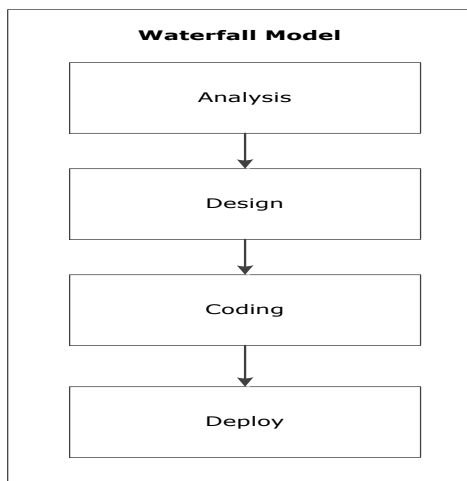 Waterfall Model
Analysis
Design
Coding
Deploy